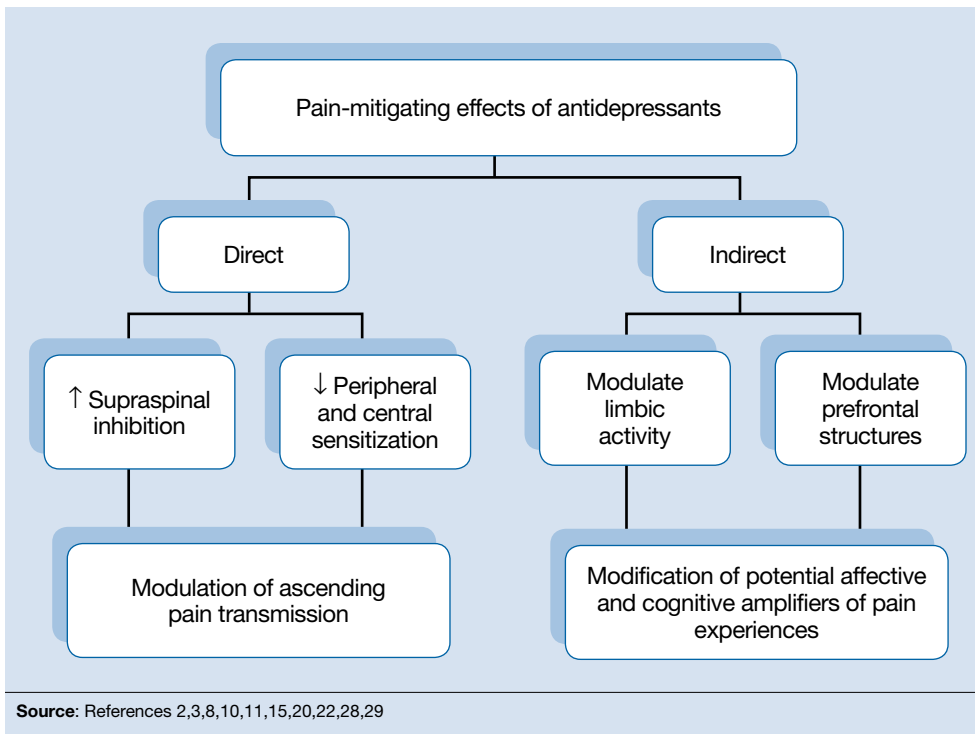 Pain-mitigating effects of antidepressants
Direct
Indirect
↑ Supraspinal
inhibition
↓ Peripheral
and central
sensitization
Modulate
limbic
activity
Modulate
prefrontal
structures
Modulation of ascending
pain transmission
Modification of potential affective
and cognitive amplifiers of pain
experiences
Source: References 2,3,8,10,11,15,20,22,28,29